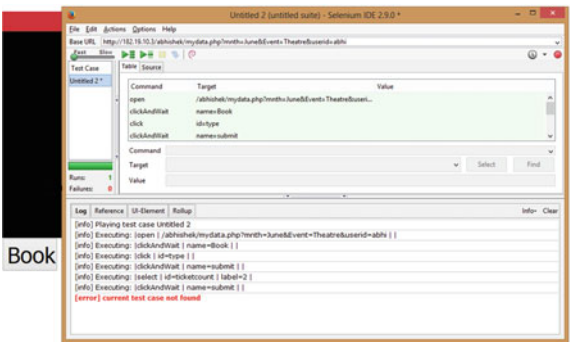 Untitled 2 (untitled suite) - Selenium IDE 2.9.0 *
File Edit Actions Options Help
Base URL http://182.19.10.3/abhishek/mydata.php?mnth=June&Event=Theatre&userid=abhi
Fast Slow
Test Case
Table Source
Untitled 2 *
Command Target Value
open /abhishek/mydata.php?mnth=June&Event=Theatre&useri...
clickAndWait name=Book
click id=type
clickAndWait name=submit
Command
Target Select Find
Value
Runs: 1
Failures: 0
Log Reference UI-Element Rollup Info- Clear
[info] Playing test case Untitled 2
[info] Executing: |open | /abhishek/mydata.php?mnth=June&Event=Theatre&userid=abhi | |
[info] Executing: |clickAndWait | name=Book | |
[info] Executing: |click | id=type | |
[info] Executing: |clickAndWait | name=submit | |
[info] Executing: |select | id=ticketcount | label=2 |
[info] Executing: |clickAndWait | name=submit | |
[error] current test case not found
Book